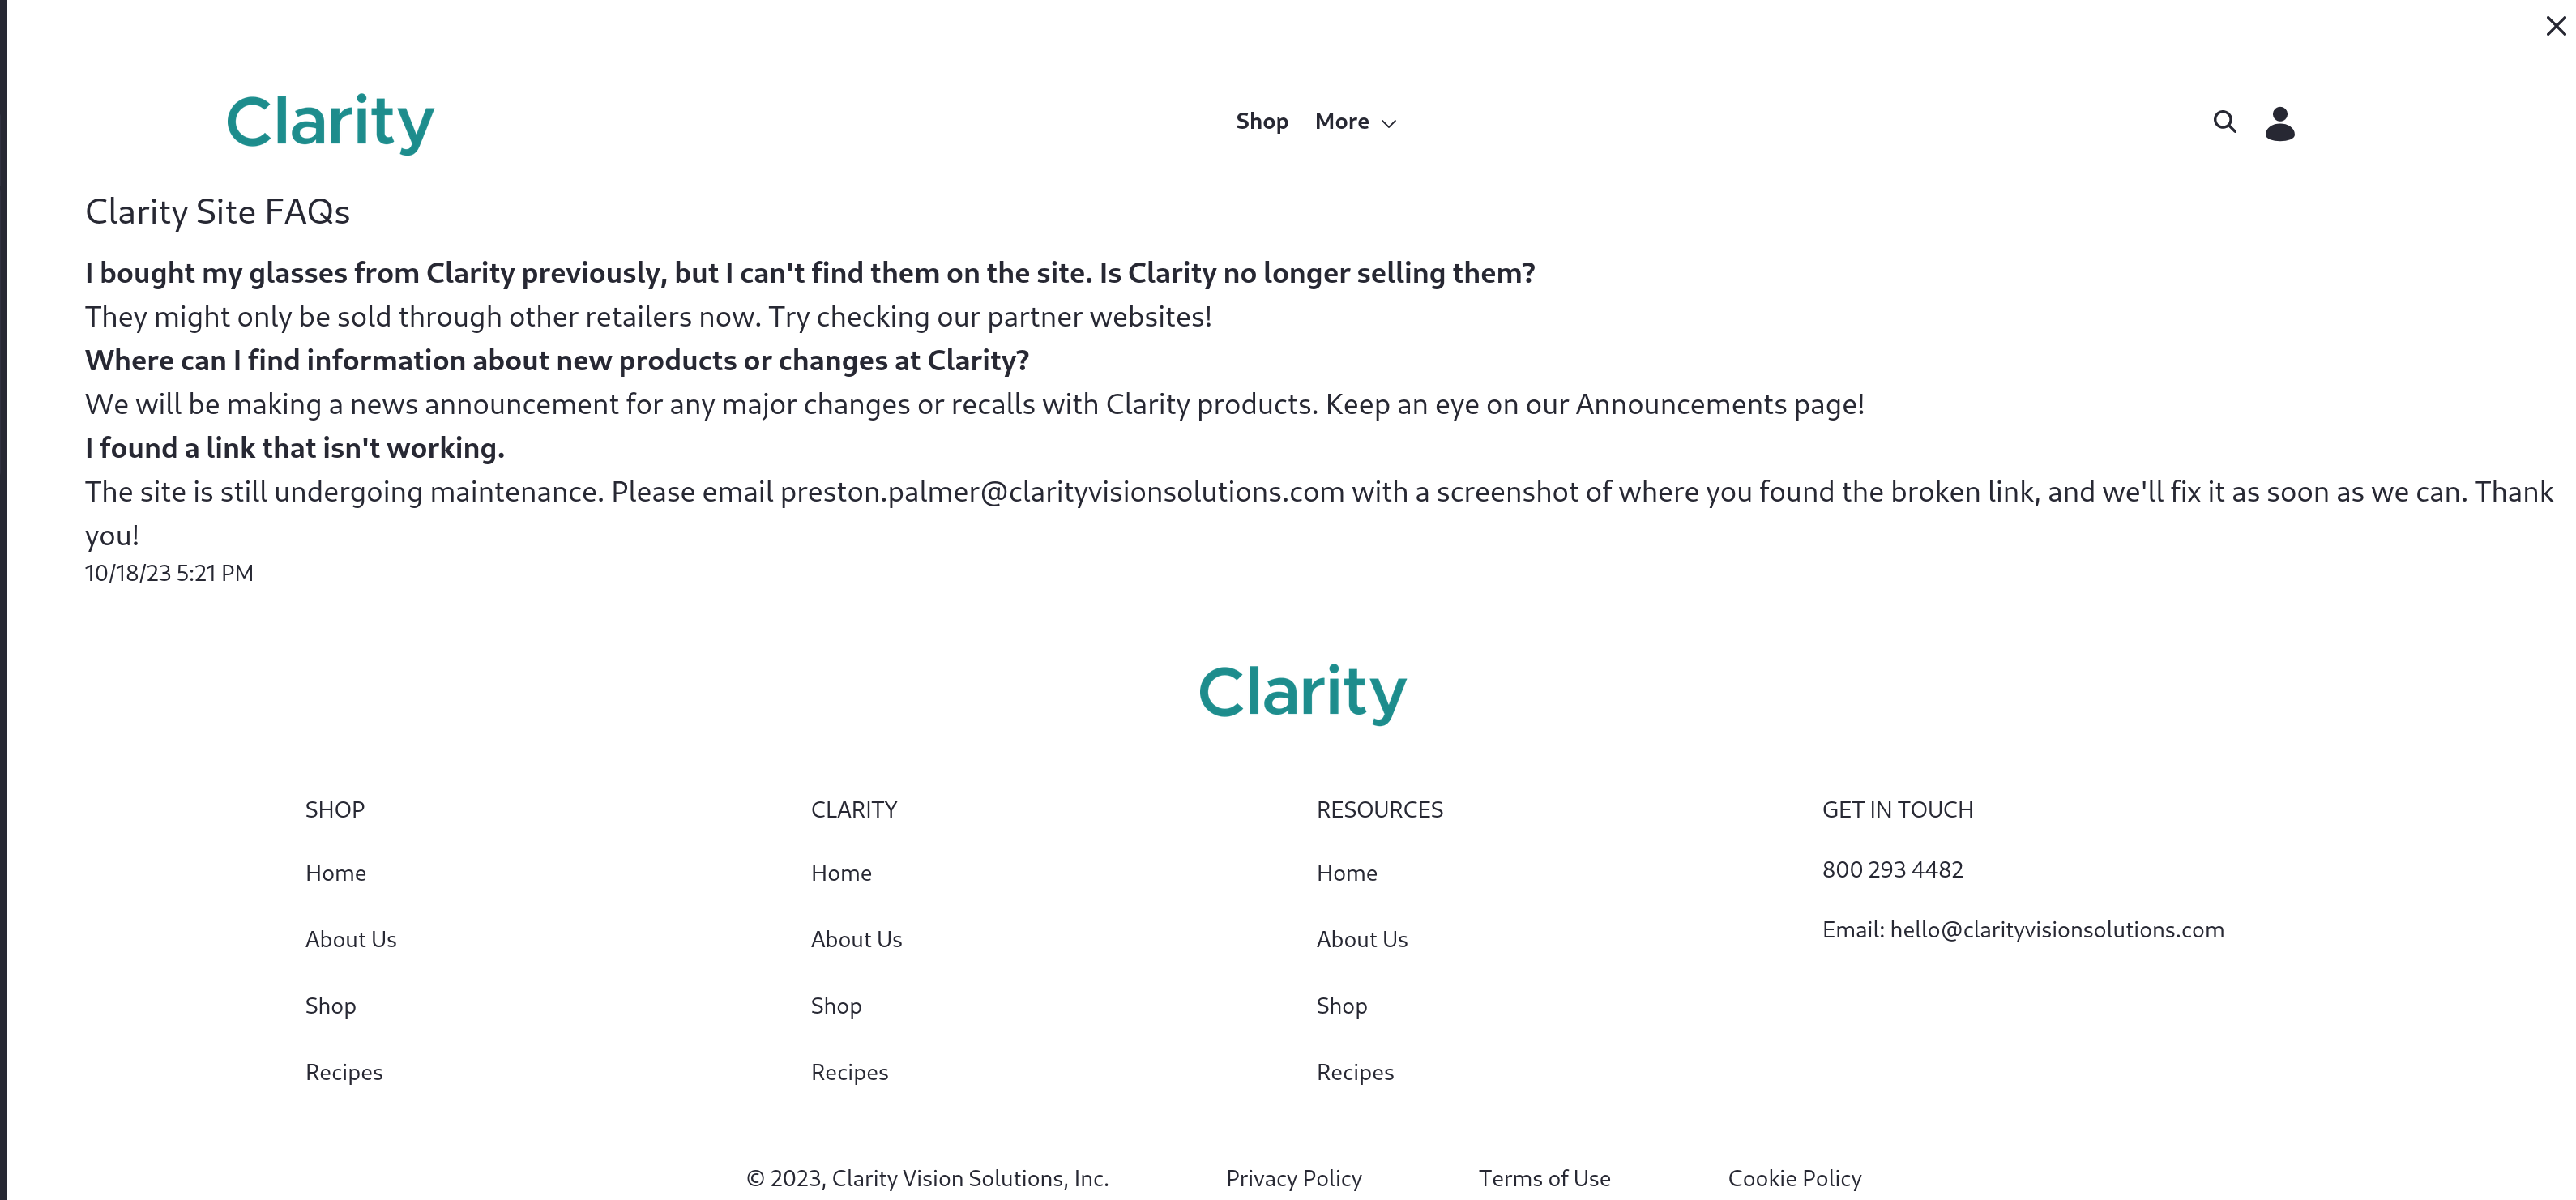 Clarity
Shop More
Clarity Site FAQs
I bought my glasses from Clarity previously, but I can't find them on the site. Is Clarity no longer selling them?
They might only be sold through other retailers now. Try checking our partner websites!
Where can I find information about new products or changes at Clarity?
We will be making a news announcement for any major changes or recalls with Clarity products. Keep an eye on our Announcements page!
I found a link that isn't working.
The site is still undergoing maintenance. Please email preston.palmer@clarityvisionsolutions.com with a screenshot of where you found the broken link, and we'll fix it as soon as we can. Thank
you!
10/18/23 5:21 PM
Clarity
SHOP
Home
About Us
Shop
Recipes
CLARITY
Home
About Us
Shop
Recipes
RESOURCES
Home
About Us
Shop
Recipes
GET IN TOUCH
800 293 4482
Email: hello@clarityvisionsolutions.com
© 2023, Clarity Vision Solutions, Inc. Privacy Policy Terms of Use Cookie Policy